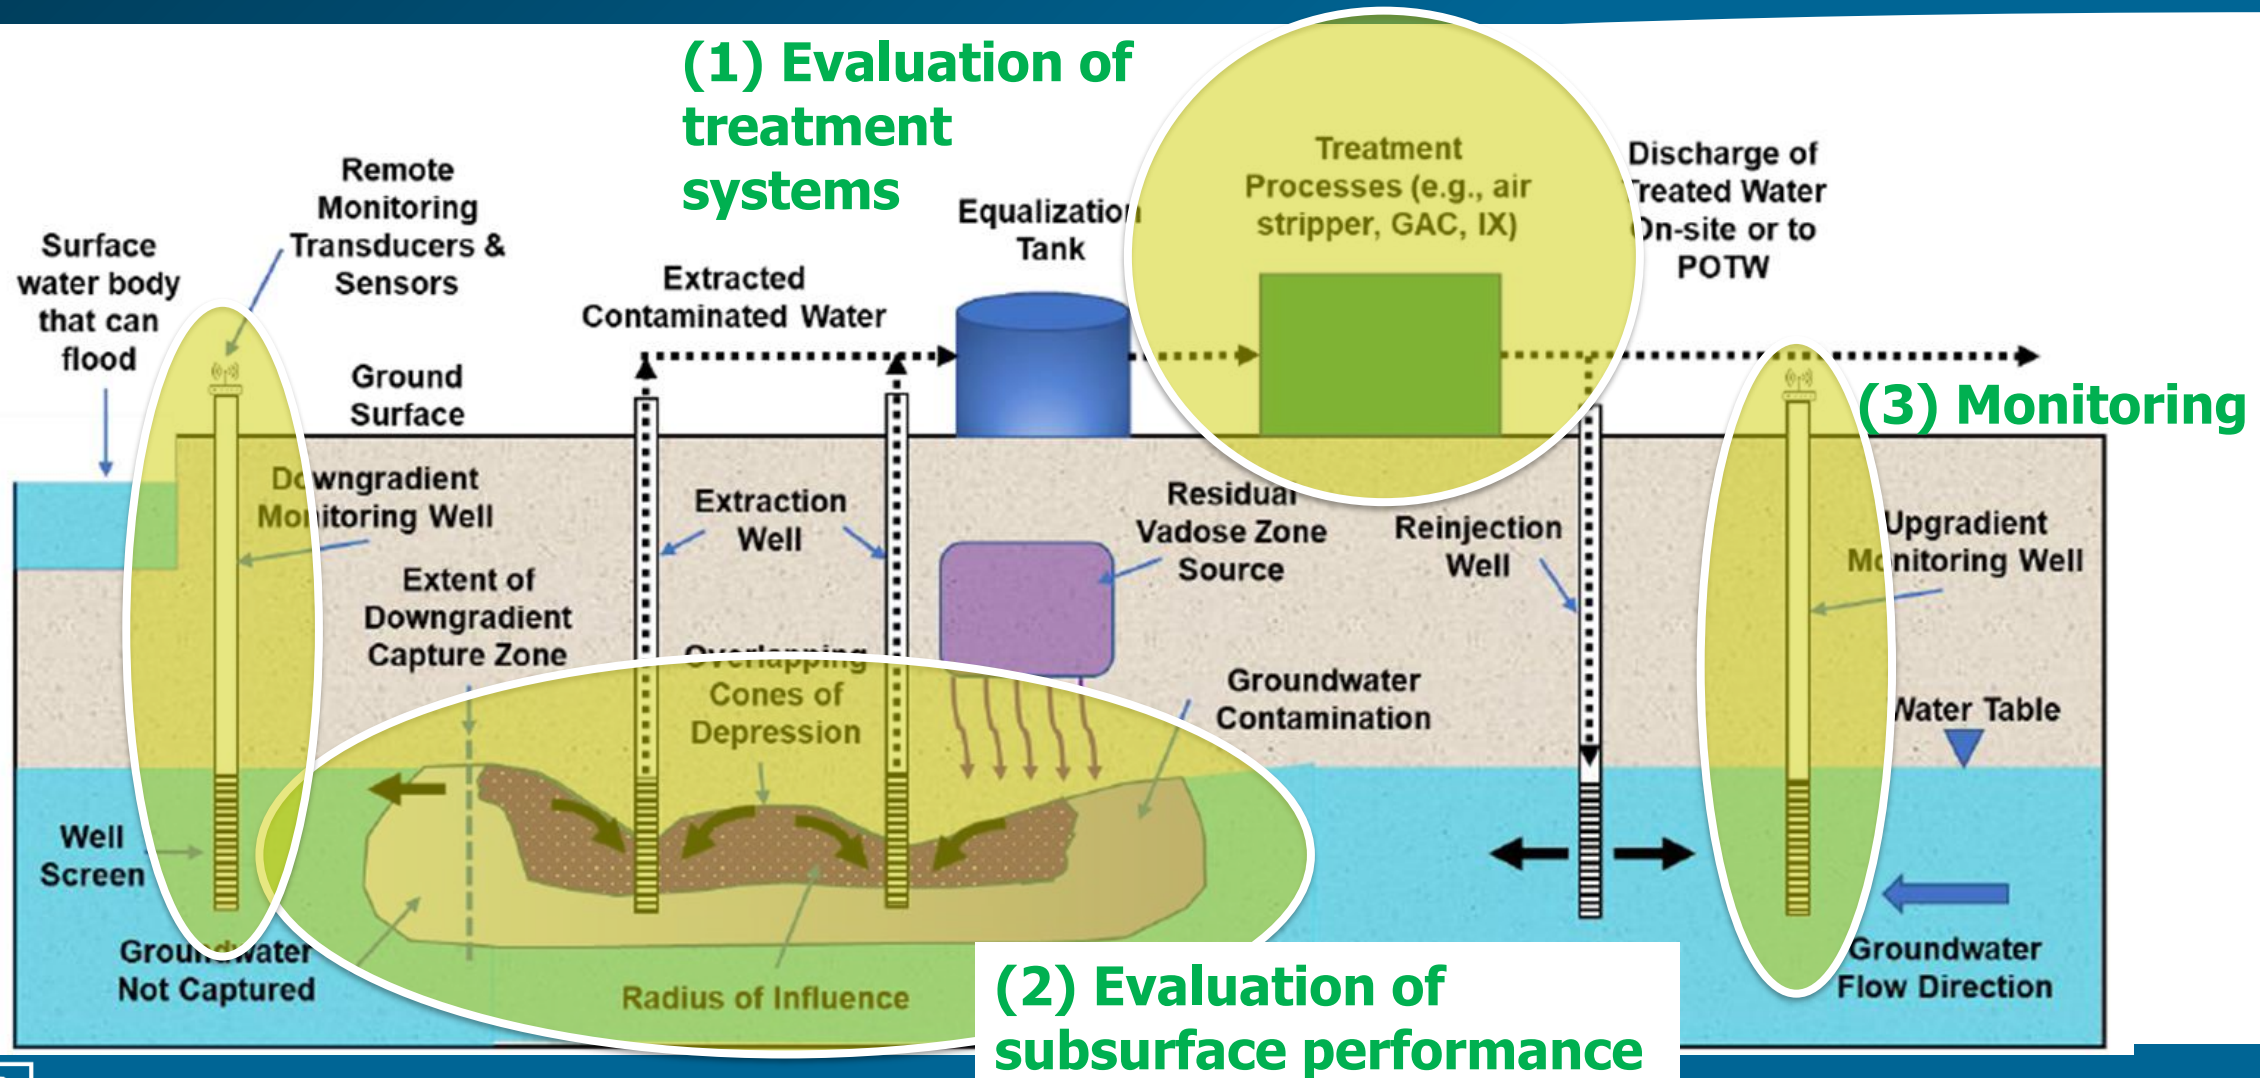 (1) Evaluation of
treatment
systems
Remote
Monitoring
Transducers &
Sensors
Surface
water body
that can
flood
Ground
Surface
Extracted
Contaminated Water
Equalization
Tank
Treatment
Processes (e.g., air
stripper, GAC, IX)
Discharge of
Treated Water
On-site or to
POTW
(3) Monitoring
Downgradient
Monitoring Well
Extent of
Downgradient
Capture Zone
Extraction
Well
Overlapping
Cones of
Depression
Residual
Vadose Zone
Source
Groundwater
Contamination
Reinjection
Well
Upgradient
Monitoring Well
Water Table
Well
Screen
Groundwater
Not Captured
Radius of Influence
Groundwater
Flow Direction
(2) Evaluation of
subsurface performance